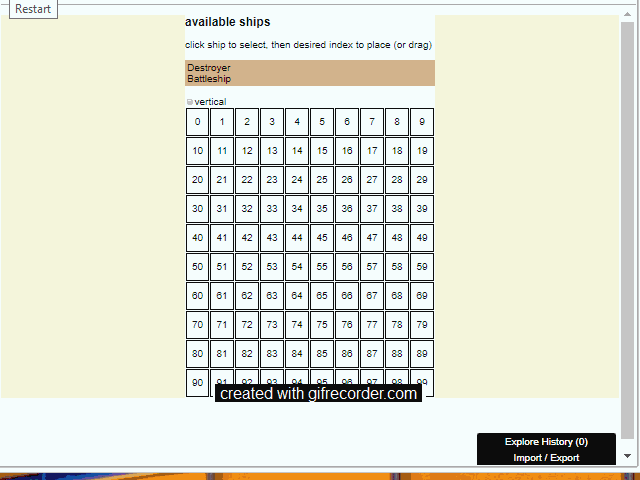 Restart
available ships
click ship to select, then desired index to place (or drag)
Destroyer
Battleship
vertical
0 1 2 3 4 5 6 7 8 9
10 11 12 13 14 15 16 17 18 19
20 21 22 23 24 25 26 27 28 29
30 31 32 33 34 35 36 37 38 39
40 41 42 43 44 45 46 47 48 49
50 51 52 53 54 55 56 57 58 59
60 61 62 63 64 65 66 67 68 69
70 71 72 73 74 75 76 77 78 79
80 81 82 83 84 85 86 87 88 89
90 91 92 93 94 95 96 97 98 99
created with gifrecorder.com
Explore History (0)
Import / Export